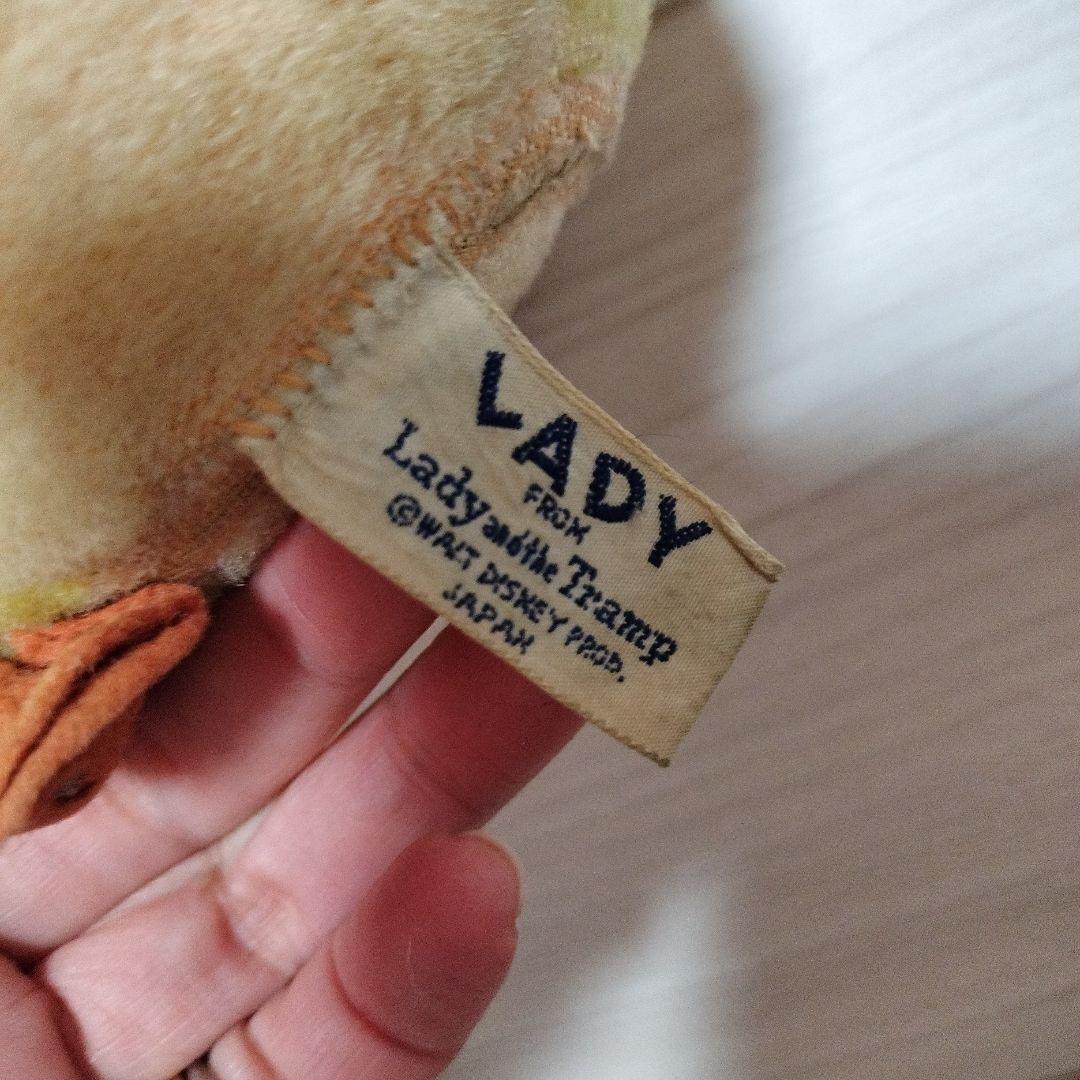 LADY
FROM
Lady and the Tramp
©WALT DISNEY PROD.
JAPAN